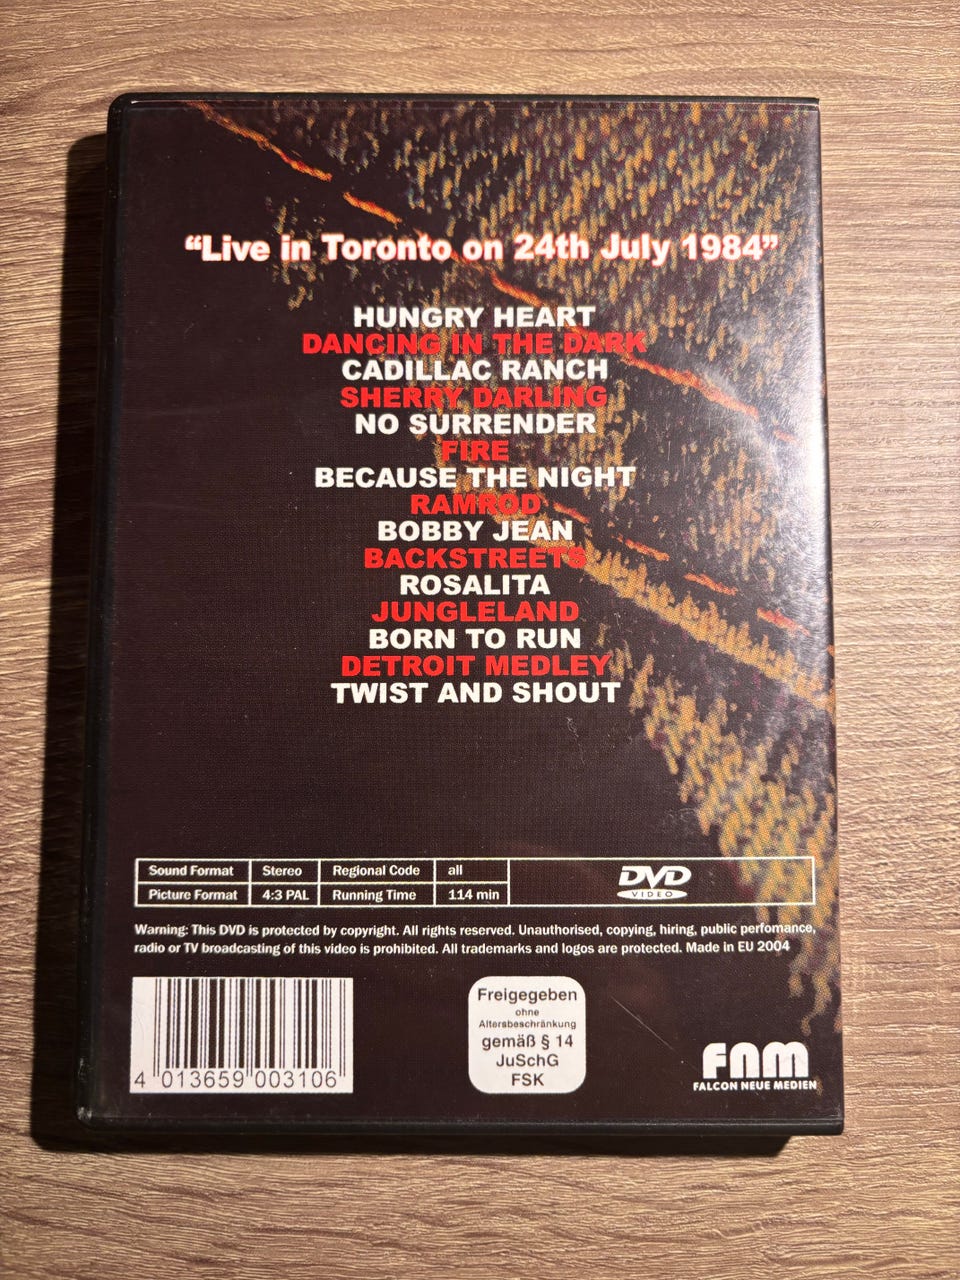 “Live in Toronto on 24th July 1984”
HUNGRY HEART
DANCING IN THE DARK
CADILLAC RANCH
SHERRY DARLING
NO SURRENDER
FIRE
BECAUSE THE NIGHT
RAMROD
BOBBY JEAN
BACKSTREETS
ROSALITA
JUNGLELAND
BORN TO RUN
DETROIT MEDLEY
TWIST AND SHOUT
Sound Format Stereo Regional Code all
Picture Format 4:3 PAL Running Time 114 min
DVD
VIDEO
Warning: This DVD is protected by copyright. All rights reserved. Unauthorised, copying, hiring, public perfomance,
radio or TV broadcasting of this video is prohibited. All trademarks and logos are protected. Made in EU 2004
4 013659 003106
Freigegeben
ohne
Altersbeschränkung
gemäß § 14
JuSchG
FSK
FNM
FALCON NEUE MEDIEN